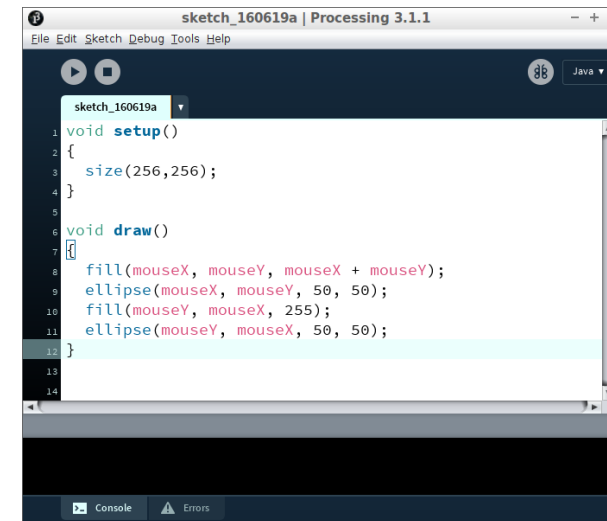 sketch_160619a | Processing 3.1.1
File Edit Sketch Debug Tools Help
Java
sketch_160619a
1 void setup()
2 {
3 size(256,256);
4 }
5
6 void draw()
7 {
8 fill(mouseX, mouseY, mouseX + mouseY);
9 ellipse(mouseX, mouseY, 50, 50);
10 fill(mouseY, mouseX, 255);
11 ellipse(mouseY, mouseX, 50, 50);
12 }
13
14
Console Errors